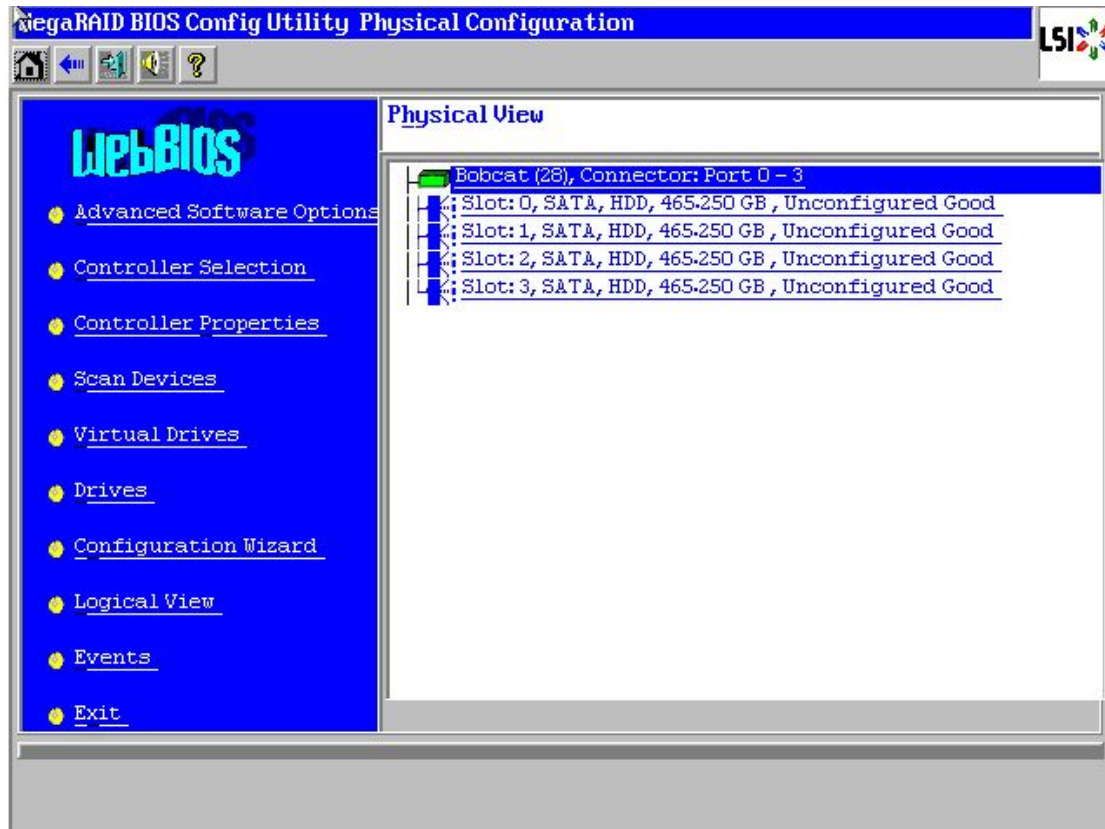 MegaRAID BIOS Config Utility Physical Configuration
LSI
WebBIOS
Advanced Software Options
Controller Selection
Controller Properties
Scan Devices
Virtual Drives
Drives
Configuration Wizard
Logical View
Events
Exit
Physical View
Bobcat (28), Connector: Port 0 - 3
Slot: 0, SATA, HDD, 465.250 GB , Unconfigured Good
Slot: 1, SATA, HDD, 465.250 GB , Unconfigured Good
Slot: 2, SATA, HDD, 465.250 GB , Unconfigured Good
Slot: 3, SATA, HDD, 465.250 GB , Unconfigured Good